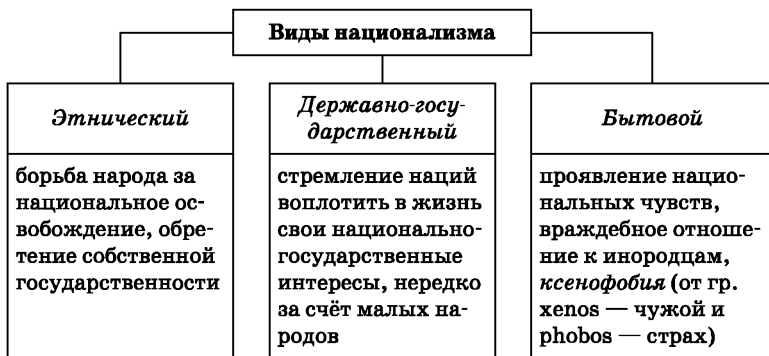 Виды национализма
Этнический
борьба народа за
национальное ос-
вобождение, обре-
тение собственной
государственности
Державно-госу-
дарственный
стремление наций
воплотить в жизнь
свои национально-
государственные
интересы, нередко
за счёт малых на-
родов
Бытовой
проявление нацио-
нальных чувств,
враждебное отноше-
ние к инородцам,
ксенофобия (от гр.
xenos — чужой и
phobos — страх)